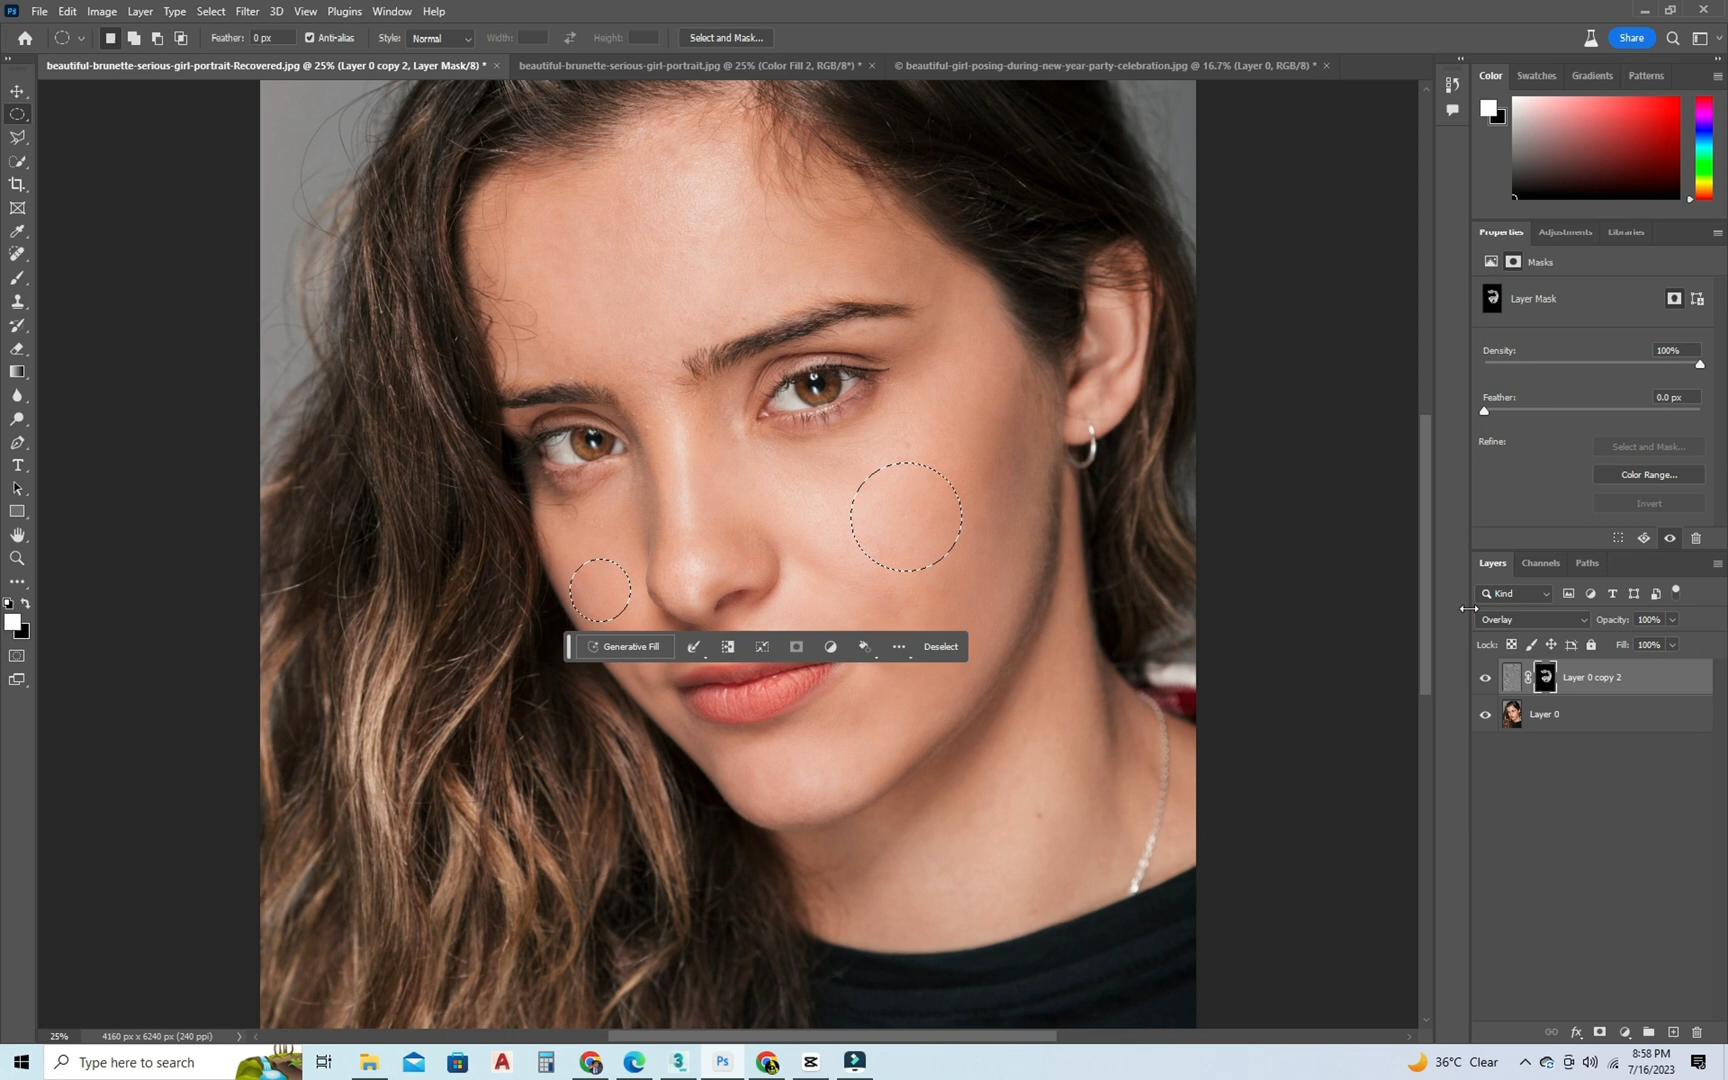 Ps File Edit Image Layer Type Select Filter 3D View Plugins Window Help
Feather: 0 px Anti-alias Style: Normal Width: Height: Select and Mask... Share
beautiful-brunette-serious-girl-portrait-Recovered.jpg @ 25% (Layer 0 copy 2, Layer Mask/8) * × beautiful-brunette-serious-girl-portrait.jpg @ 25% (Color Fill 2, RGB/8*) * × © beautiful-girl-posing-during-new-year-party-celebration.jpg @ 16.7% (Layer 0, RGB/8) * ×
Color Swatches Gradients Patterns
Properties Adjustments Libraries
Masks
Layer Mask
Density: 100%
Feather: 0.0 px
Refine: Select and Mask...
Color Range...
Invert
Layers Channels Paths
Kind
Overlay Opacity: 100%
Lock: Fill: 100%
Layer 0 copy 2
Layer 0
Generative Fill Deselect
25% 4160 px x 6240 px (240 ppi)
Type here to search
A
3
Ps
36°C Clear
8:58 PM
7/16/2023